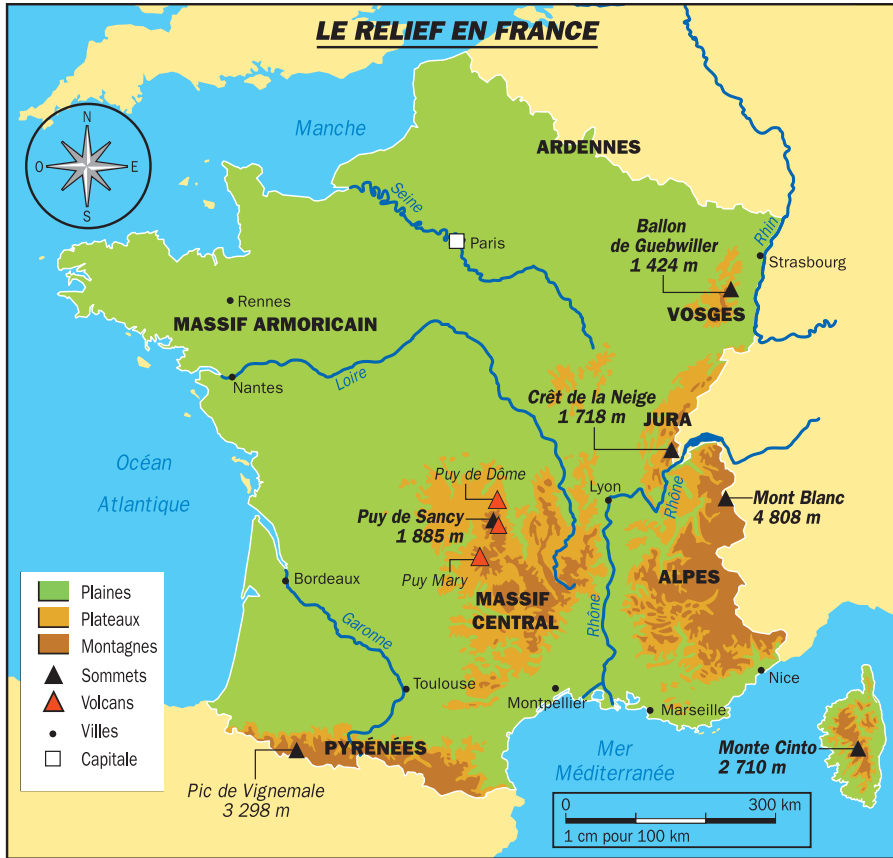 LE RELIEF EN FRANCE
N
O
E
S
Manche
ARDENNES
Seine
Paris
Ballon
de Guebwiller
1 424 m
Rhin
Strasbourg
VOSGES
Rennes
MASSIF ARMORICAIN
Nantes
Loire
Crêt de la Neige
1 718 m
JURA
Océan
Atlantique
Puy de Dôme
Lyon
Rhône
Mont Blanc
4 808 m
Puy de Sancy
1 885 m
Puy Mary
MASSIF
CENTRAL
Rhône
ALPES
Bordeaux
Garonne
Toulouse
Montpellier
Marseille
Nice
PYRÉNÉES
Pic de Vignemale
3 298 m
Mer
Méditerranée
Monte Cinto
2 710 m
Plaines
Plateaux
Montagnes
Sommets
Volcans
Villes
Capitale
0
300 km
1 cm pour 100 km